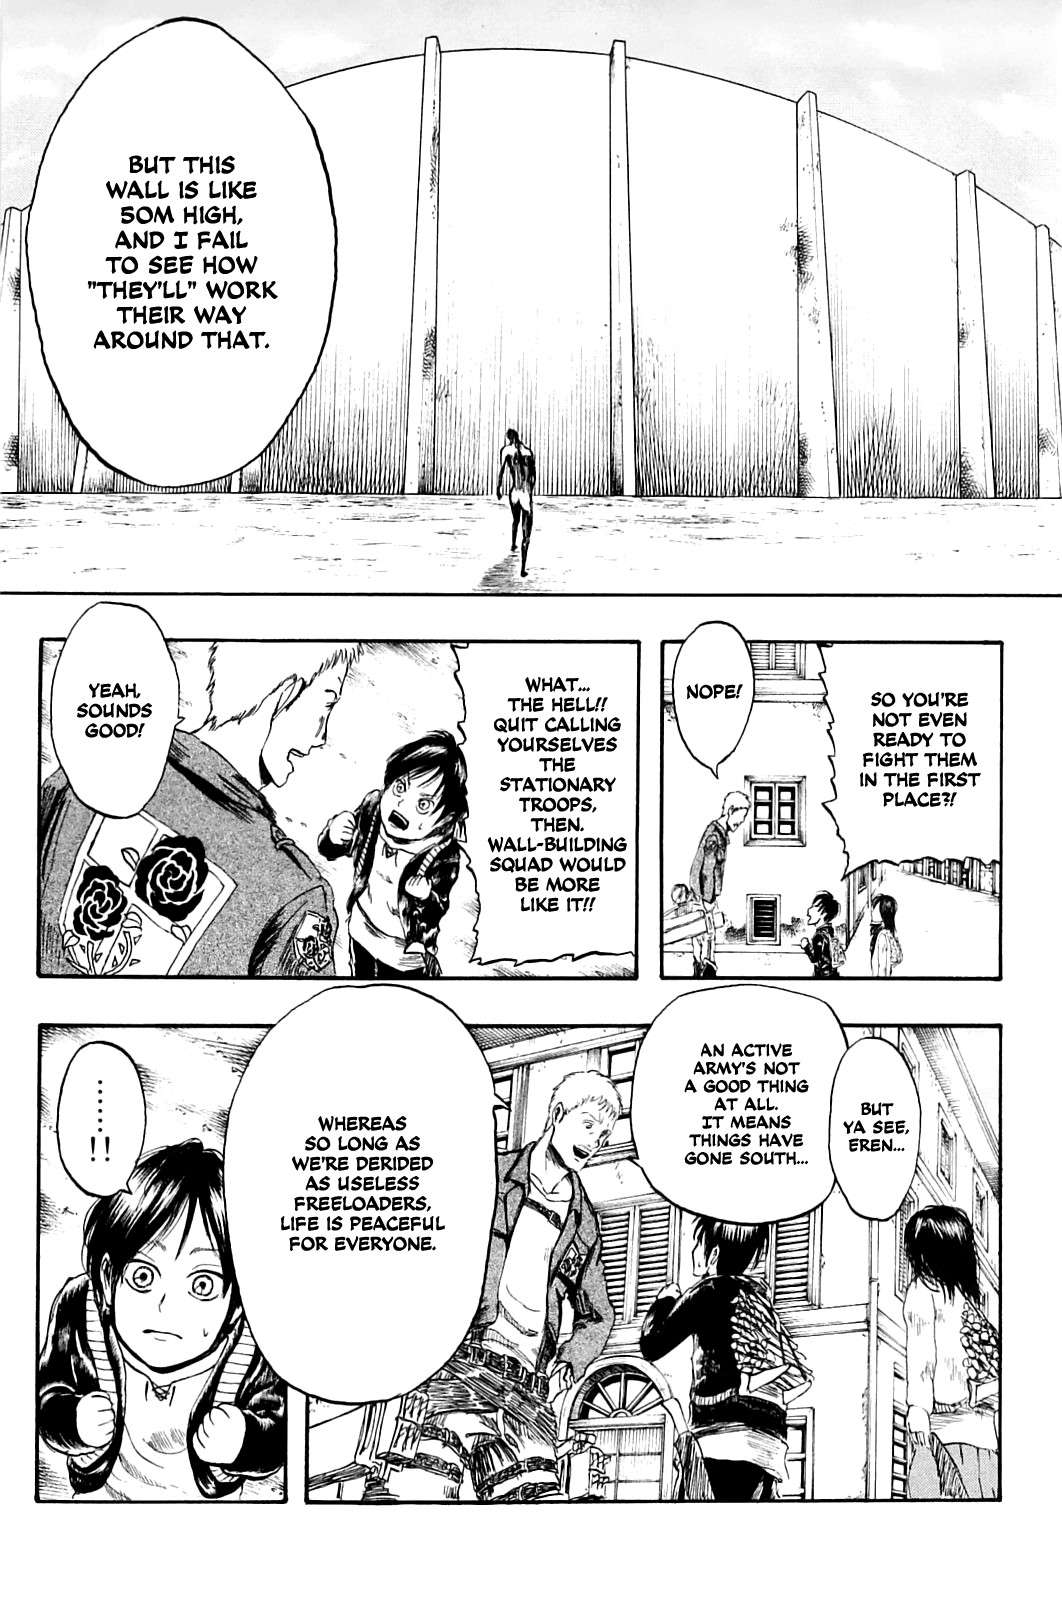 BUT THIS
WALL IS LIKE
50M HIGH,
AND I FAIL
TO SEE HOW
"THEY'LL" WORK
THEIR WAY
AROUND THAT.
SO YOU'RE
NOT EVEN
READY TO
FIGHT THEM
IN THE FIRST
PLACE?!
NOPE!
WHAT...
THE HELL!!
QUIT CALLING
YOURSELVES
THE
STATIONARY
TROOPS,
THEN.
WALL-BUILDING
SQUAD WOULD
BE MORE
LIKE IT!!
YEAH,
SOUNDS
GOOD!
BUT
YA SEE,
EREN...
AN ACTIVE
ARMY'S NOT
A GOOD THING
AT ALL.
IT MEANS
THINGS HAVE
GONE SOUTH...
WHEREAS
SO LONG AS
WE'RE DERIDED
AS USELESS
FREELOADERS,
LIFE IS PEACEFUL
FOR EVERYONE.
......!!